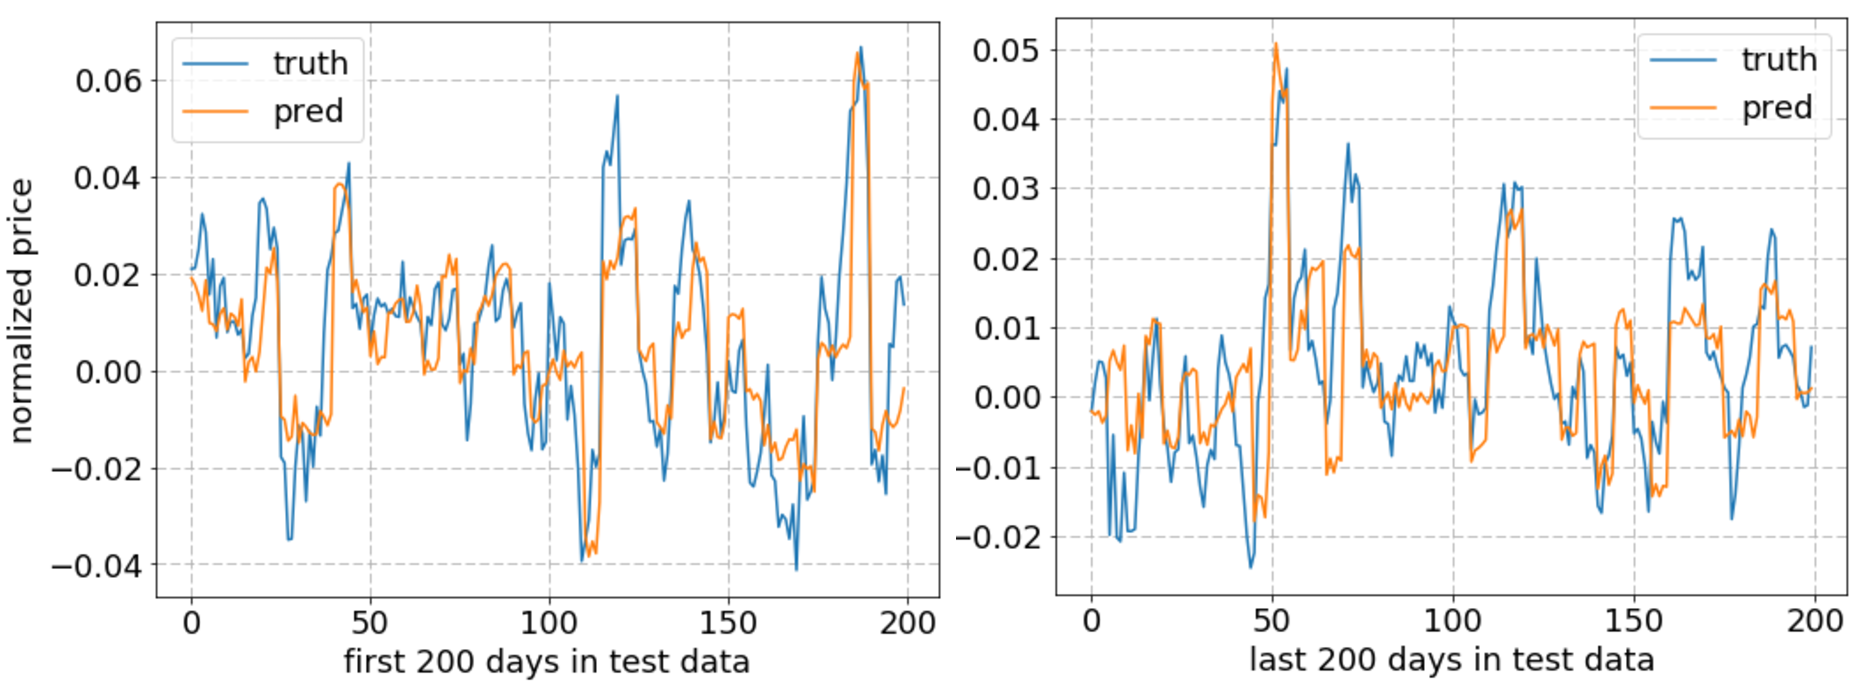 truth
pred
0.06
0.04
0.02
0.00
−0.02
−0.04
normalized price
0 50 100 150 200
first 200 days in test data
truth
pred
0.05
0.04
0.03
0.02
0.01
0.00
−0.01
−0.02
0 50 100 150 200
last 200 days in test data